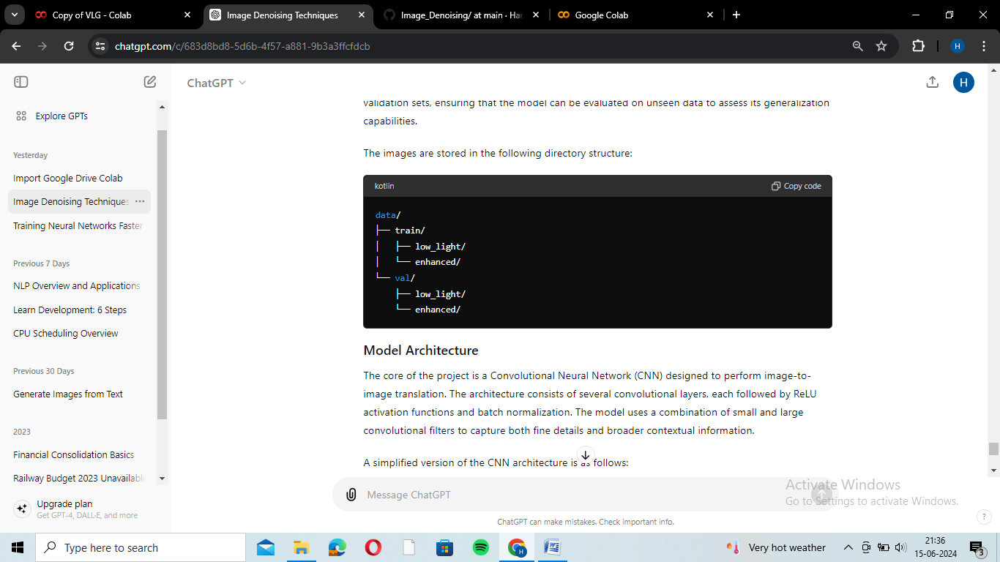 Copy of VLG - Colab
Image Denoising Techniques
Image_Denoising/ at main · Har
Google Colab
chatgpt.com/c/683d8bd8-5d6b-4f57-a881-9b3a3ffcfdcb
H
ChatGPT
H
Explore GPTs
Yesterday
Import Google Drive Colab
Image Denoising Techniques
Training Neural Networks Faster
Previous 7 Days
NLP Overview and Applications
Learn Development: 6 Steps
CPU Scheduling Overview
Previous 30 Days
Generate Images from Text
2023
Financial Consolidation Basics
Railway Budget 2023 Unavailabl
Upgrade plan
Get GPT-4, DALL·E, and more
validation sets, ensuring that the model can be evaluated on unseen data to assess its generalization
capabilities.
The images are stored in the following directory structure:
kotlin
Copy code
data/
├── train/
│   ├── low_light/
│   └── enhanced/
└── val/
    ├── low_light/
    └── enhanced/
Model Architecture
The core of the project is a Convolutional Neural Network (CNN) designed to perform image-to-
image translation. The architecture consists of several convolutional layers, each followed by ReLU
activation functions and batch normalization. The model uses a combination of small and large
convolutional filters to capture both fine details and broader contextual information.
A simplified version of the CNN architecture is as follows:
Message ChatGPT
ChatGPT can make mistakes. Check important info.
?
Activate Windows
Go to Settings to activate Windows.
Type here to search
H
W
Very hot weather
21:36
15-06-2024
3